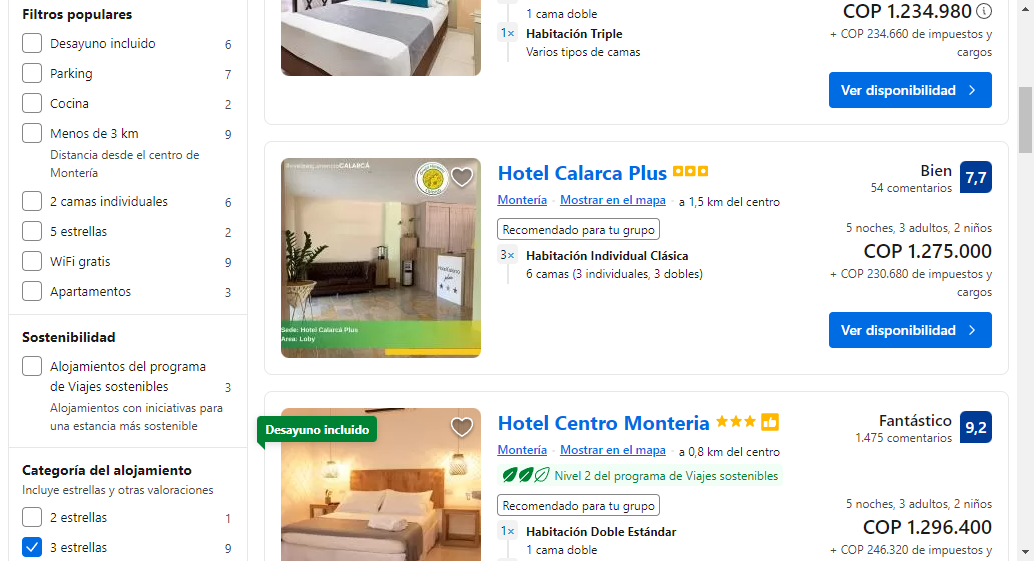 Filtros populares
Desayuno incluido 6
Parking 7
Cocina 2
Menos de 3 km 9
Distancia desde el centro de
Montería
2 camas individuales 6
5 estrellas 2
WiFi gratis 9
Apartamentos 3
Sostenibilidad
Alojamientos del programa
de Viajes sostenibles 3
Alojamientos con iniciativas para
una estancia más sostenible
Categoría del alojamiento
Incluye estrellas y otras valoraciones
2 estrellas 1
3 estrellas 9
1 cama doble
1× Habitación Triple
Varios tipos de camas
COP 1.234.980
+ COP 234.660 de impuestos y
cargos
Ver disponibilidad
CALARCÁ
Sede: Hotel Calarcá Plus
Area: Loby
Hotel Calarca Plus
Montería · Mostrar en el mapa · a 1,5 km del centro
Recomendado para tu grupo
3× Habitación Individual Clásica
6 camas (3 individuales, 3 dobles)
Bien 7,7
54 comentarios
5 noches, 3 adultos, 2 niños
COP 1.275.000
+ COP 230.680 de impuestos y
cargos
Ver disponibilidad
Desayuno incluido
Hotel Centro Monteria
Montería · Mostrar en el mapa · a 0,8 km del centro
Nivel 2 del programa de Viajes sostenibles
Recomendado para tu grupo
1× Habitación Doble Estándar
1 cama doble
Fantástico 9,2
1.475 comentarios
5 noches, 3 adultos, 2 niños
COP 1.296.400
+ COP 246.320 de impuestos y